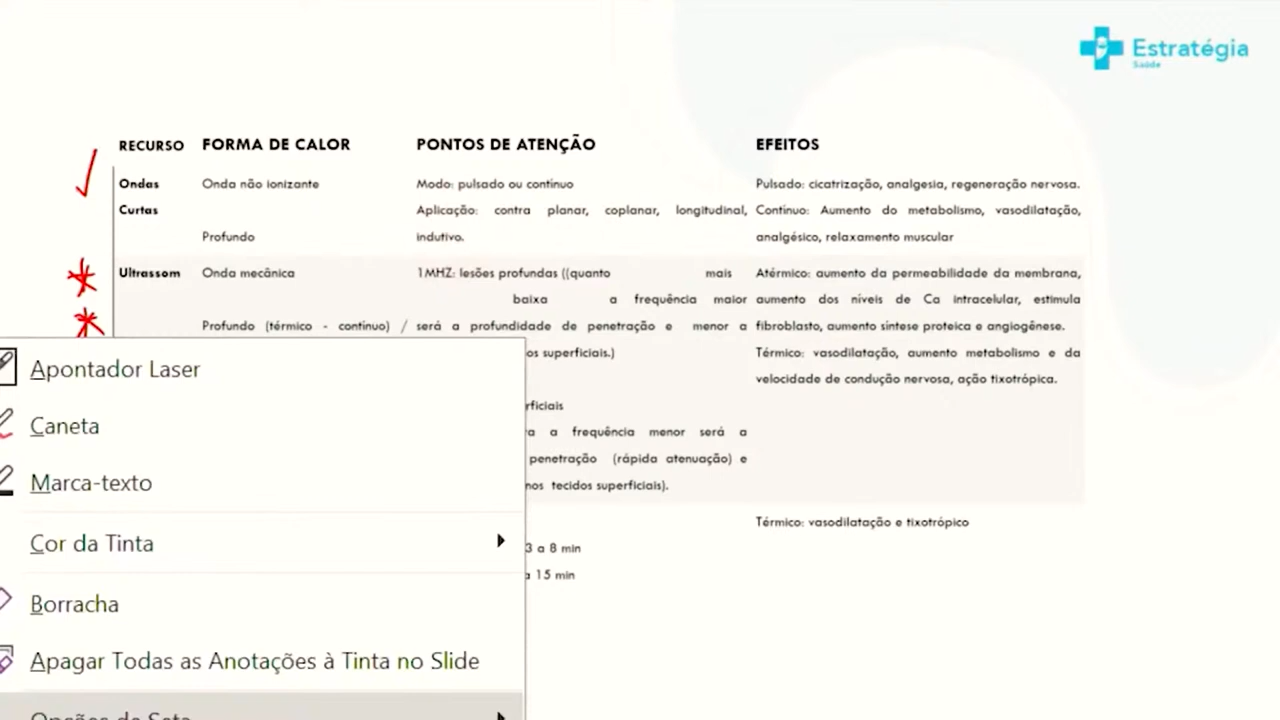 Estratégia
Saúde
RECURSO FORMA DE CALOR PONTOS DE ATENÇÃO EFEITOS
Ondas Onda não ionizante Modo: pulsado ou contínuo Pulsado: cicatrização, analgesia, regeneração nervosa.
Curtas Aplicação: contra planar, coplanar, longitudinal, Contínuo: Aumento do metabolismo, vasodilatação,
Profundo indutivo. analgésico, relaxamento muscular
Ultrassom Onda mecânica 1MHZ: lesões profundas ((quanto mais Atérmico: aumento da permeabilidade da membrana,
baixa a frequência maior aumento dos níveis de Ca intracelular, estimula
Profundo (térmico - contínuo) / será a profundidade de penetração e menor a fibroblasto, aumento síntese proteica e angiogênese.
os superficiais.) Térmico: vasodilatação, aumento metabolismo e da
velocidade de condução nervosa, ação tixotrópica.
rficiais
a a frequência menor será a
penetração (rápida atenuação) e
nos tecidos superficiais).
Térmico: vasodilatação e tixotrópico
3 a 8 min
a 15 min
Apontador Laser
Caneta
Marca-texto
Cor da Tinta
Borracha
Apagar Todas as Anotações à Tinta no Slide
Opções de Seta